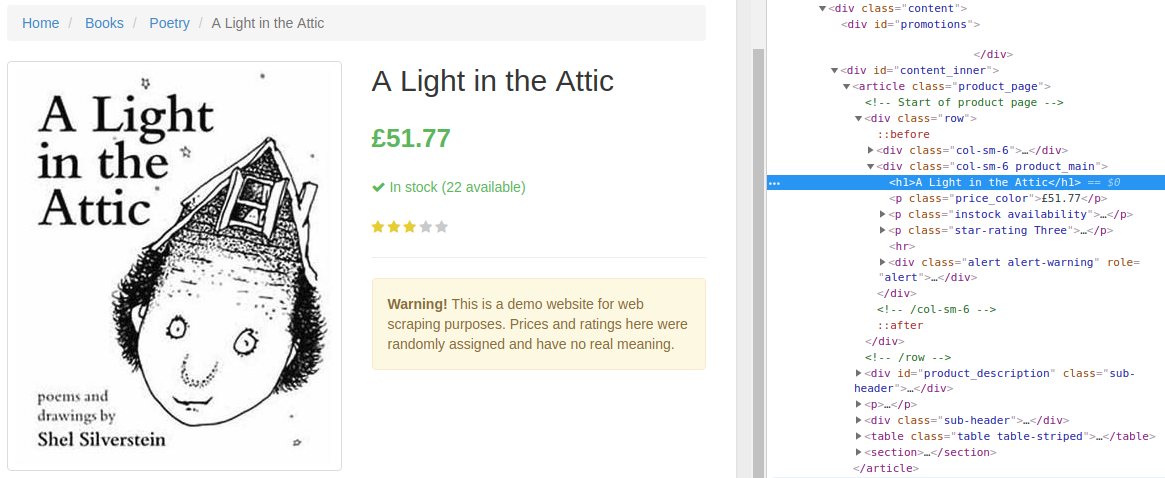 Home / Books / Poetry / A Light in the Attic
A Light
in the
Attic
poems and
drawings by
Shel Silverstein
A Light in the Attic
£51.77
In stock (22 available)
Warning! This is a demo website for web
scraping purposes. Prices and ratings here were
randomly assigned and have no real meaning.
<div class="content">
<div id="promotions">
</div>
<div id="content_inner">
<article class="product_page">
<!-- Start of product page -->
<div class="row">
::before
<div class="col-sm-6">…</div>
<div class="col-sm-6 product_main">
<h1>A Light in the Attic</h1> == $0
<p class="price_color">£51.77</p>
<p class="instock availability">…</p>
<p class="star-rating Three">…</p>
<hr>
<div class="alert alert-warning" role=
"alert">…</div>
</div>
<!-- /col-sm-6 -->
::after
</div>
<!-- /row -->
<div id="product_description" class="sub-
header">…</div>
<p>…</p>
<div class="sub-header">…</div>
<table class="table table-striped">…</table>
<section>…</section>
</article>